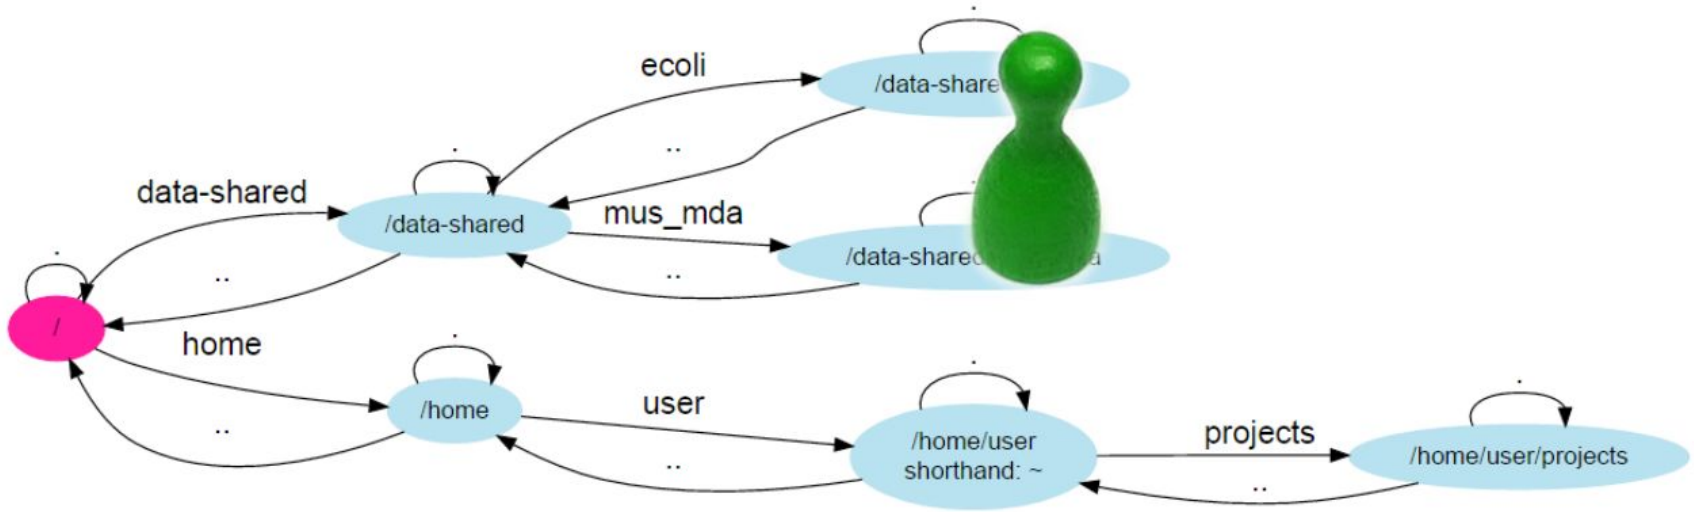 .
ecoli
/data-share
..
.
data-shared
/data-shared
mus_mda
.
/data-shared
a
..
.
..
/
home
.
/home
..
user
..
.
/home/user
shorthand: ~
projects
..
.
/home/user/projects